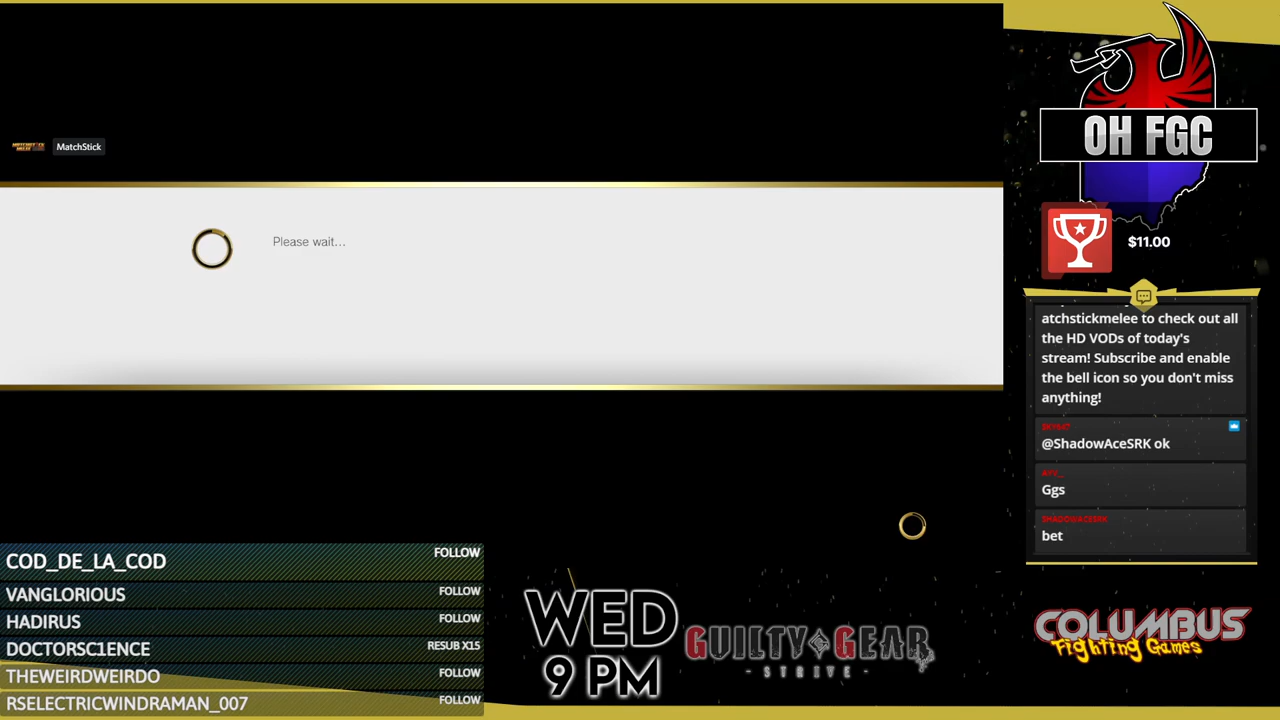 OH FGC
MatchStick
Please wait...
$11.00
atchstickmelee to check out all
the HD VODs of today's
stream! Subscribe and enable
the bell icon so you don't miss
anything!
@ShadowAceSRK ok
Ggs
SHADOWACESRK
bet
COD_DE_LA_COD FOLLOW
VANGLORIOUS FOLLOW
HADIRUS FOLLOW
DOCTORSC1ENCE RESUB X15
THEWEIRDWEIRDO FOLLOW
RSELECTRICWINDRAMAN_007 FOLLOW
WED
9 PM
GUILTY GEAR
- STRIVE -
COLUMBUS
Fighting Games